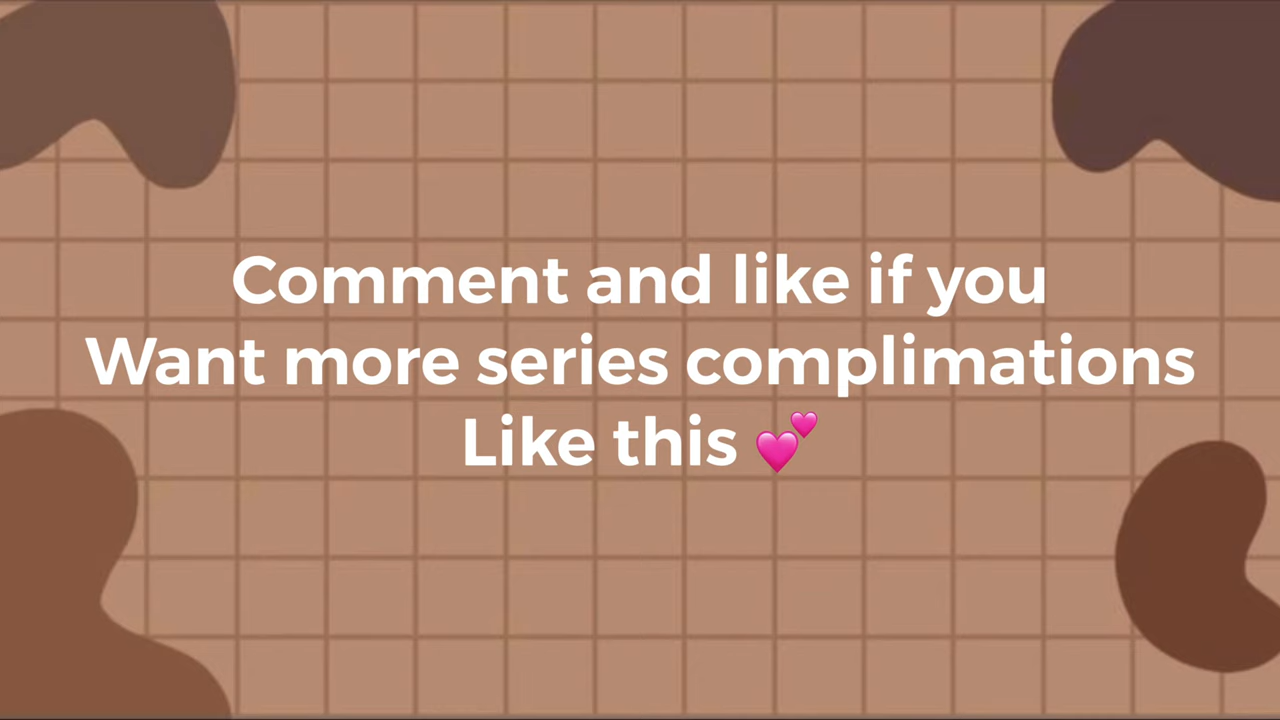 Comment and like if you
Want more series complimations
Like this 💕